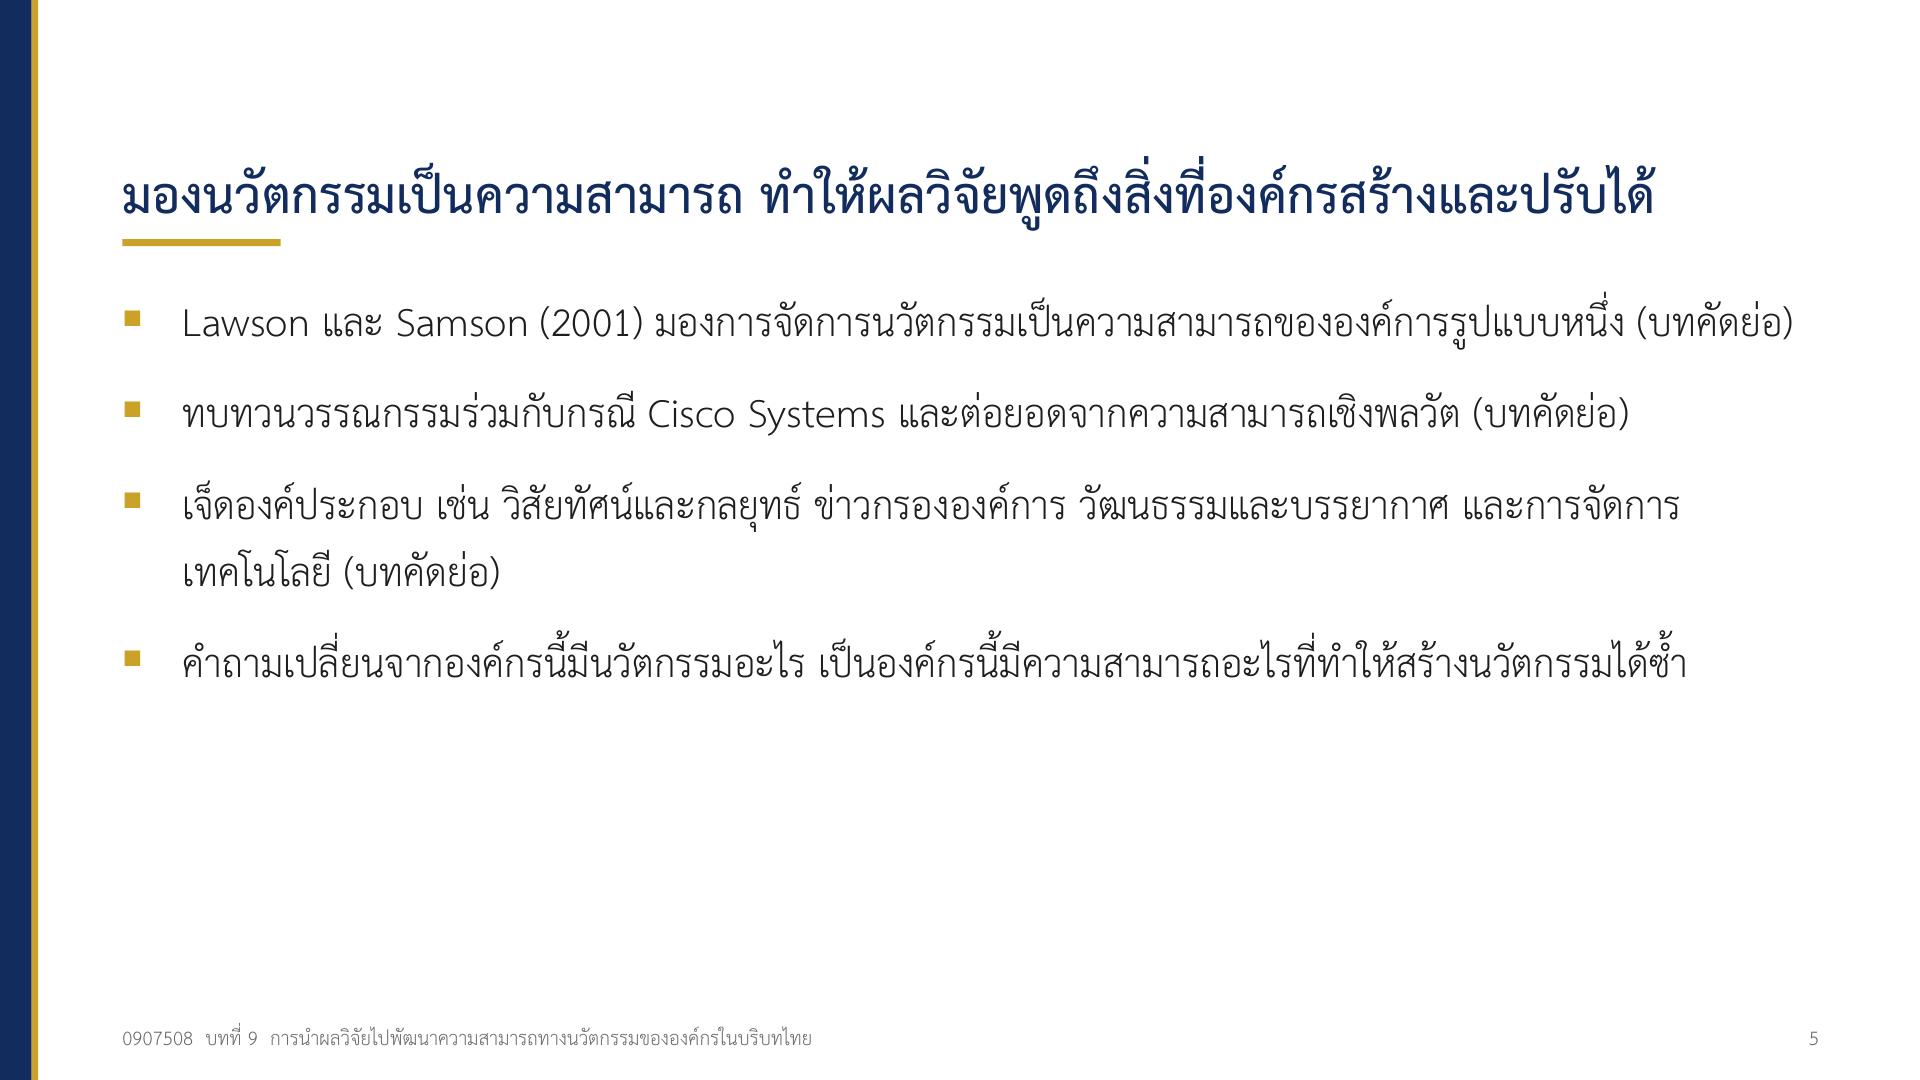 มองนวัตกรรมเป็นความสามารถ ทำให้ผลวิจัยพูดถึงสิ่งที่องค์กรสร้างและปรับได้
▪ Lawson และ Samson (2001) มองการจัดการนวัตกรรมเป็นความสามารถขององค์การรูปแบบหนึ่ง (บทคัดย่อ)
▪ ทบทวนวรรณกรรมร่วมกับกรณี Cisco Systems และต่อยอดจากความสามารถเชิงพลวัต (บทคัดย่อ)
▪ เจ็ดองค์ประกอบ เช่น วิสัยทัศน์และกลยุทธ์ ข่าวกรององค์การ วัฒนธรรมและบรรยากาศ และการจัดการ
เทคโนโลยี (บทคัดย่อ)
▪ คำถามเปลี่ยนจากองค์กรนี้มีนวัตกรรมอะไร เป็นองค์กรนี้มีความสามารถอะไรที่ทำให้สร้างนวัตกรรมได้ซ้ำ
0907508 บทที่ 9 การนำผลวิจัยไปพัฒนาความสามารถทางนวัตกรรมขององค์กรในบริบทไทย
5